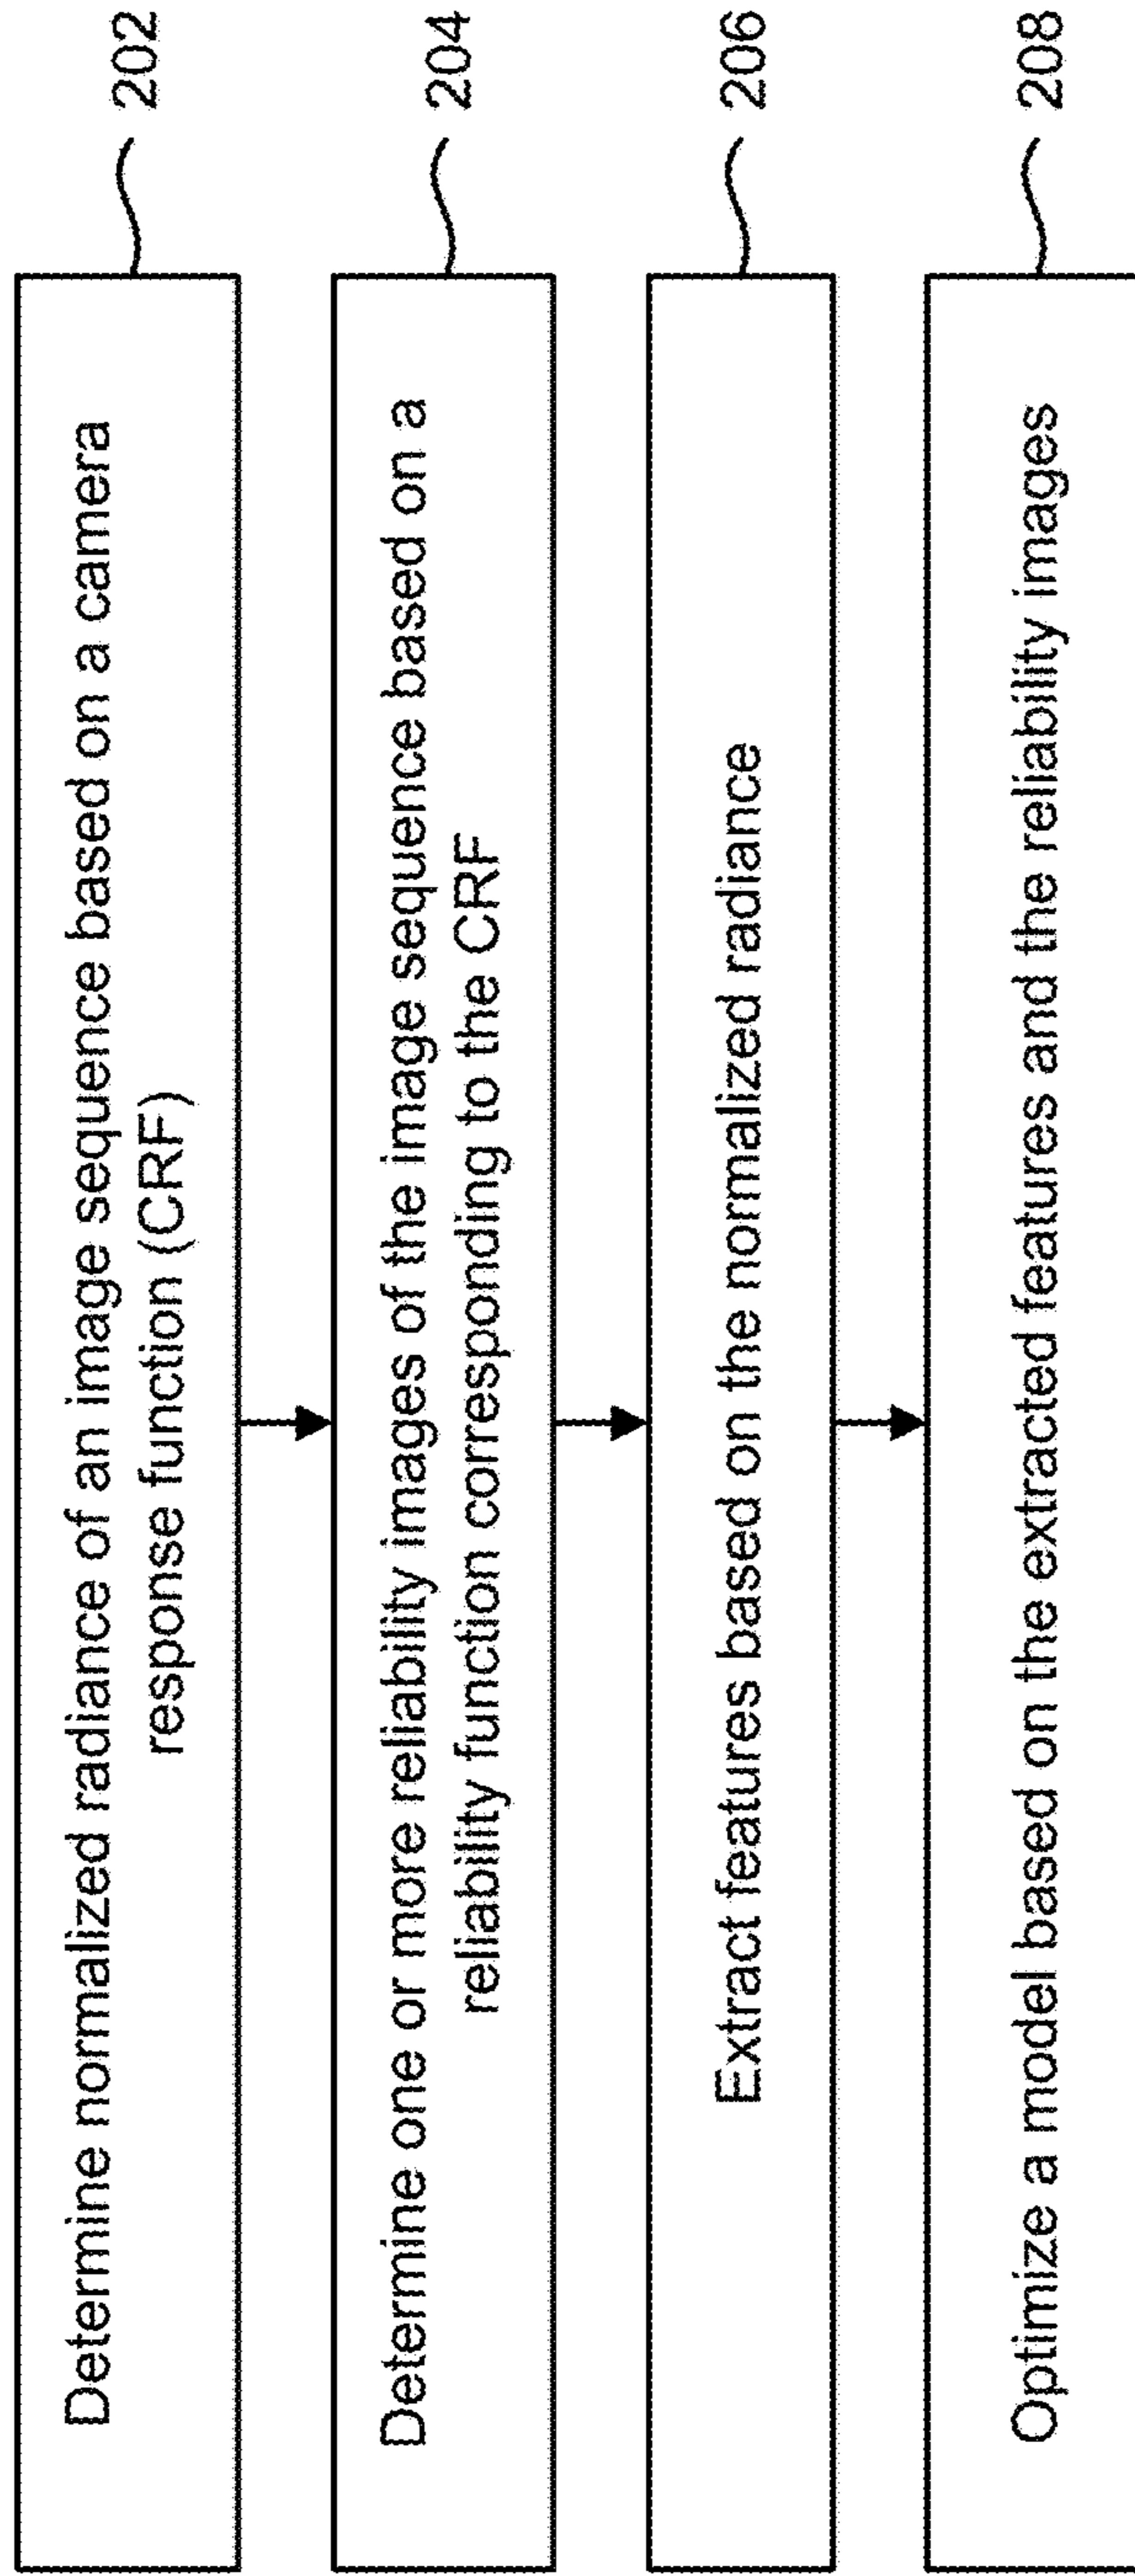 Determine normalized radiance of an image sequence based on a camera
response function (CRF)
202
Determine one or more reliability images of the image sequence based on a
reliability function corresponding to the CRF
204
Extract features based on the normalized radiance
206
Optimize a model based on the extracted features and the reliability images
208